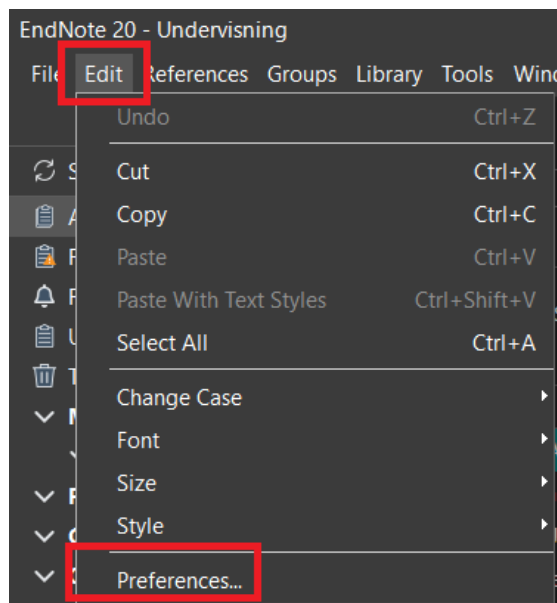 EndNote 20 - Undervisning
File Edit References Groups Library Tools
Undo Ctrl+Z
Cut Ctrl+X
Copy Ctrl+C
Paste Ctrl+V
Paste With Text Styles Ctrl+Shift+V
Select All Ctrl+A
Change Case
Font
Size
Style
Preferences...